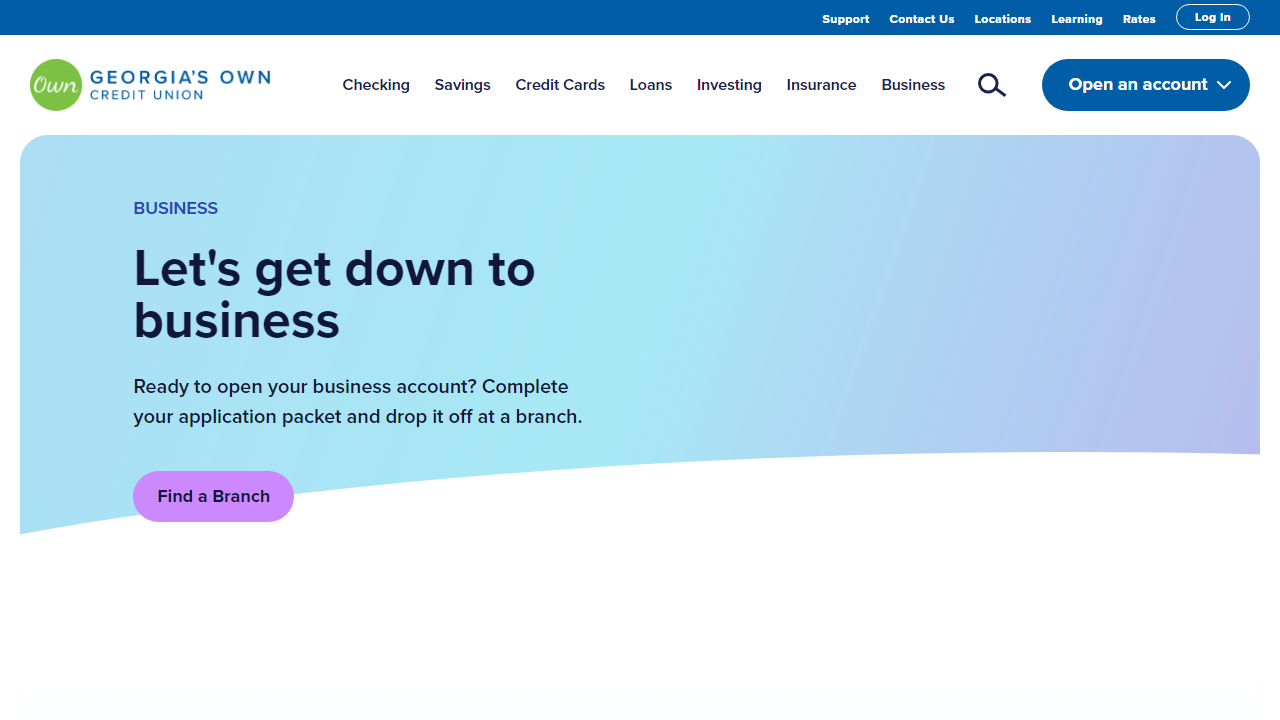 Support Contact Us Locations Learning Rates Log In
Own GEORGIA'S OWN
CREDIT UNION
Checking Savings Credit Cards Loans Investing Insurance Business Open an account
BUSINESS
Let's get down to
business
Ready to open your business account? Complete
your application packet and drop it off at a branch.
Find a Branch